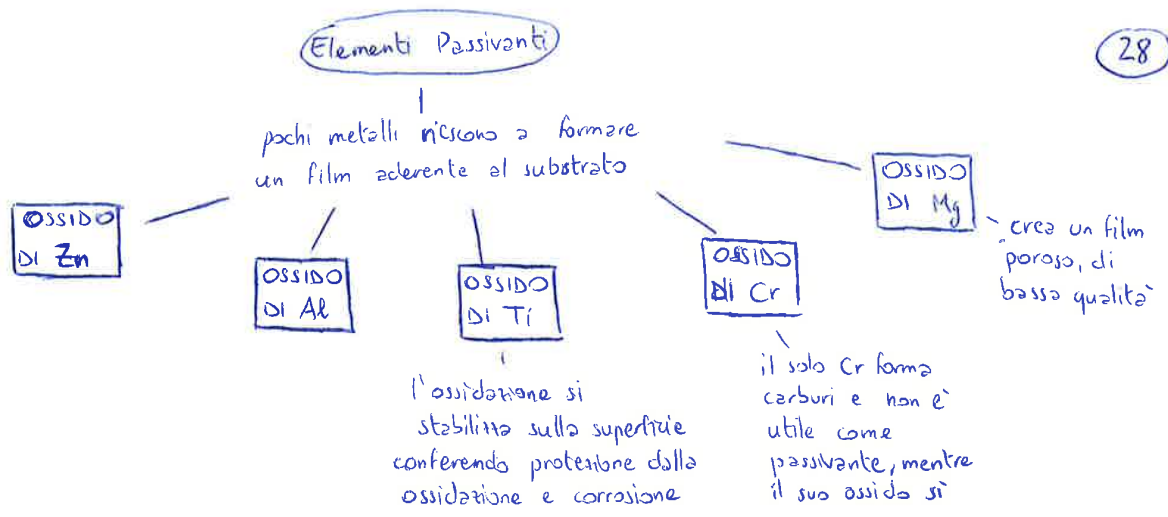 Elementi Passivanti
28
pochi metalli riescono a formare
un film aderente al substrato
OSSIDO
DI Zn
OSSIDO
DI Al
OSSIDO
DI Ti
l'ossidazione si
stabilizza sulla superficie
conferendo protezione dalla
ossidazione e corrosione
OSSIDO
DI Cr
il solo Cr forma
carburi e non è
utile come
passivante, mentre
il suo ossido sì
OSSIDO
DI Mg
crea un film
poroso, di
bassa qualità